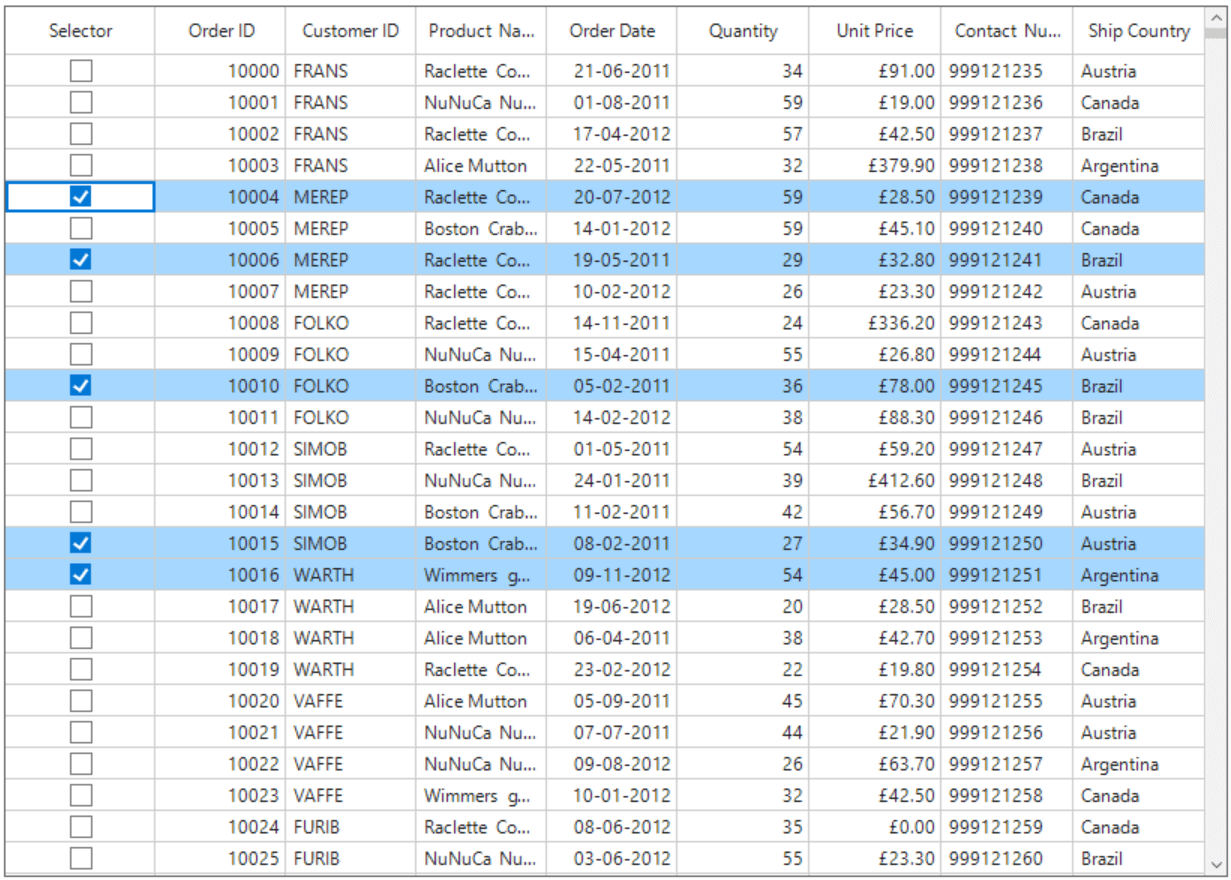 Selector Order ID Customer ID Product Na... Order Date Quantity Unit Price Contact Nu... Ship Country
10000 FRANS Raclette Co... 21-06-2011 34 £91.00 999121235 Austria
10001 FRANS NuNuCa Nu... 01-08-2011 59 £19.00 999121236 Canada
10002 FRANS Raclette Co... 17-04-2012 57 £42.50 999121237 Brazil
10003 FRANS Alice Mutton 22-05-2011 32 £379.90 999121238 Argentina
10004 MEREP Raclette Co... 20-07-2012 59 £28.50 999121239 Canada
10005 MEREP Boston Crab... 14-01-2012 59 £45.10 999121240 Canada
10006 MEREP Raclette Co... 19-05-2011 29 £32.80 999121241 Brazil
10007 MEREP Raclette Co... 10-02-2012 26 £23.30 999121242 Austria
10008 FOLKO Raclette Co... 14-11-2011 24 £336.20 999121243 Canada
10009 FOLKO NuNuCa Nu... 15-04-2011 55 £26.80 999121244 Austria
10010 FOLKO Boston Crab... 05-02-2011 36 £78.00 999121245 Brazil
10011 FOLKO NuNuCa Nu... 14-02-2012 38 £88.30 999121246 Brazil
10012 SIMOB Raclette Co... 01-05-2011 54 £59.20 999121247 Austria
10013 SIMOB NuNuCa Nu... 24-01-2011 39 £412.60 999121248 Brazil
10014 SIMOB Boston Crab... 11-02-2011 42 £56.70 999121249 Austria
10015 SIMOB Boston Crab... 08-02-2011 27 £34.90 999121250 Austria
10016 WARTH Wimmers g... 09-11-2012 54 £45.00 999121251 Argentina
10017 WARTH Alice Mutton 19-06-2012 20 £28.50 999121252 Brazil
10018 WARTH Alice Mutton 06-04-2011 38 £42.70 999121253 Argentina
10019 WARTH Raclette Co... 23-02-2012 22 £19.80 999121254 Canada
10020 VAFFE Alice Mutton 05-09-2011 45 £70.30 999121255 Austria
10021 VAFFE NuNuCa Nu... 07-07-2011 44 £21.90 999121256 Austria
10022 VAFFE NuNuCa Nu... 09-08-2012 26 £63.70 999121257 Argentina
10023 VAFFE Wimmers g... 10-01-2012 32 £42.50 999121258 Canada
10024 FURIB Raclette Co... 08-06-2012 35 £0.00 999121259 Canada
10025 FURIB NuNuCa Nu... 03-06-2012 55 £23.30 999121260 Brazil